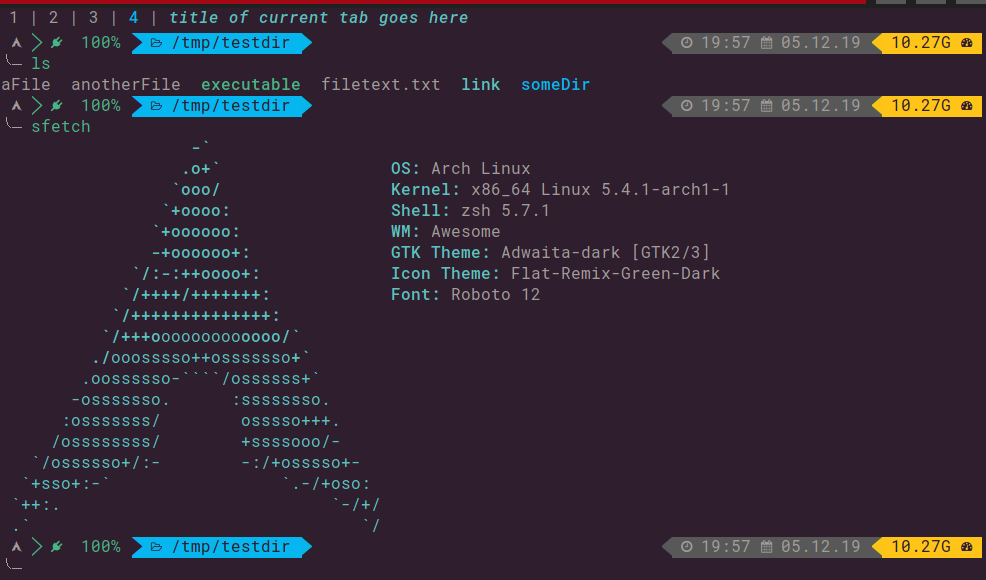 1 | 2 | 3 | 4 | title of current tab goes here
100% /tmp/testdir 19:57 05.12.19 10.27G
ls
aFile anotherFile executable filetext.txt link someDir
100% /tmp/testdir 19:57 05.12.19 10.27G
sfetch
-`
.o+` OS: Arch Linux
`ooo/ Kernel: x86_64 Linux 5.4.1-arch1-1
`+oooo: Shell: zsh 5.7.1
`+oooooo: WM: Awesome
-+oooooo+: GTK Theme: Adwaita-dark [GTK2/3]
`/:-:++oooo+: Icon Theme: Flat-Remix-Green-Dark
`/++++/+++++++: Font: Roboto 12
`/++++++++++++++:
`/+++ooooooooooooo/`
./ooosssso++osssssso+`
.oossssso-````/ossssss+`
-osssssso. :ssssssso.
:osssssss/ osssso+++.
/ossssssss/ +ssssooo/-
`/ossssso+/:- -:/+osssso+-
`+sso+:-` `.-/+oso:
`++:. `-/+/
.` `/
100% /tmp/testdir 19:57 05.12.19 10.27G